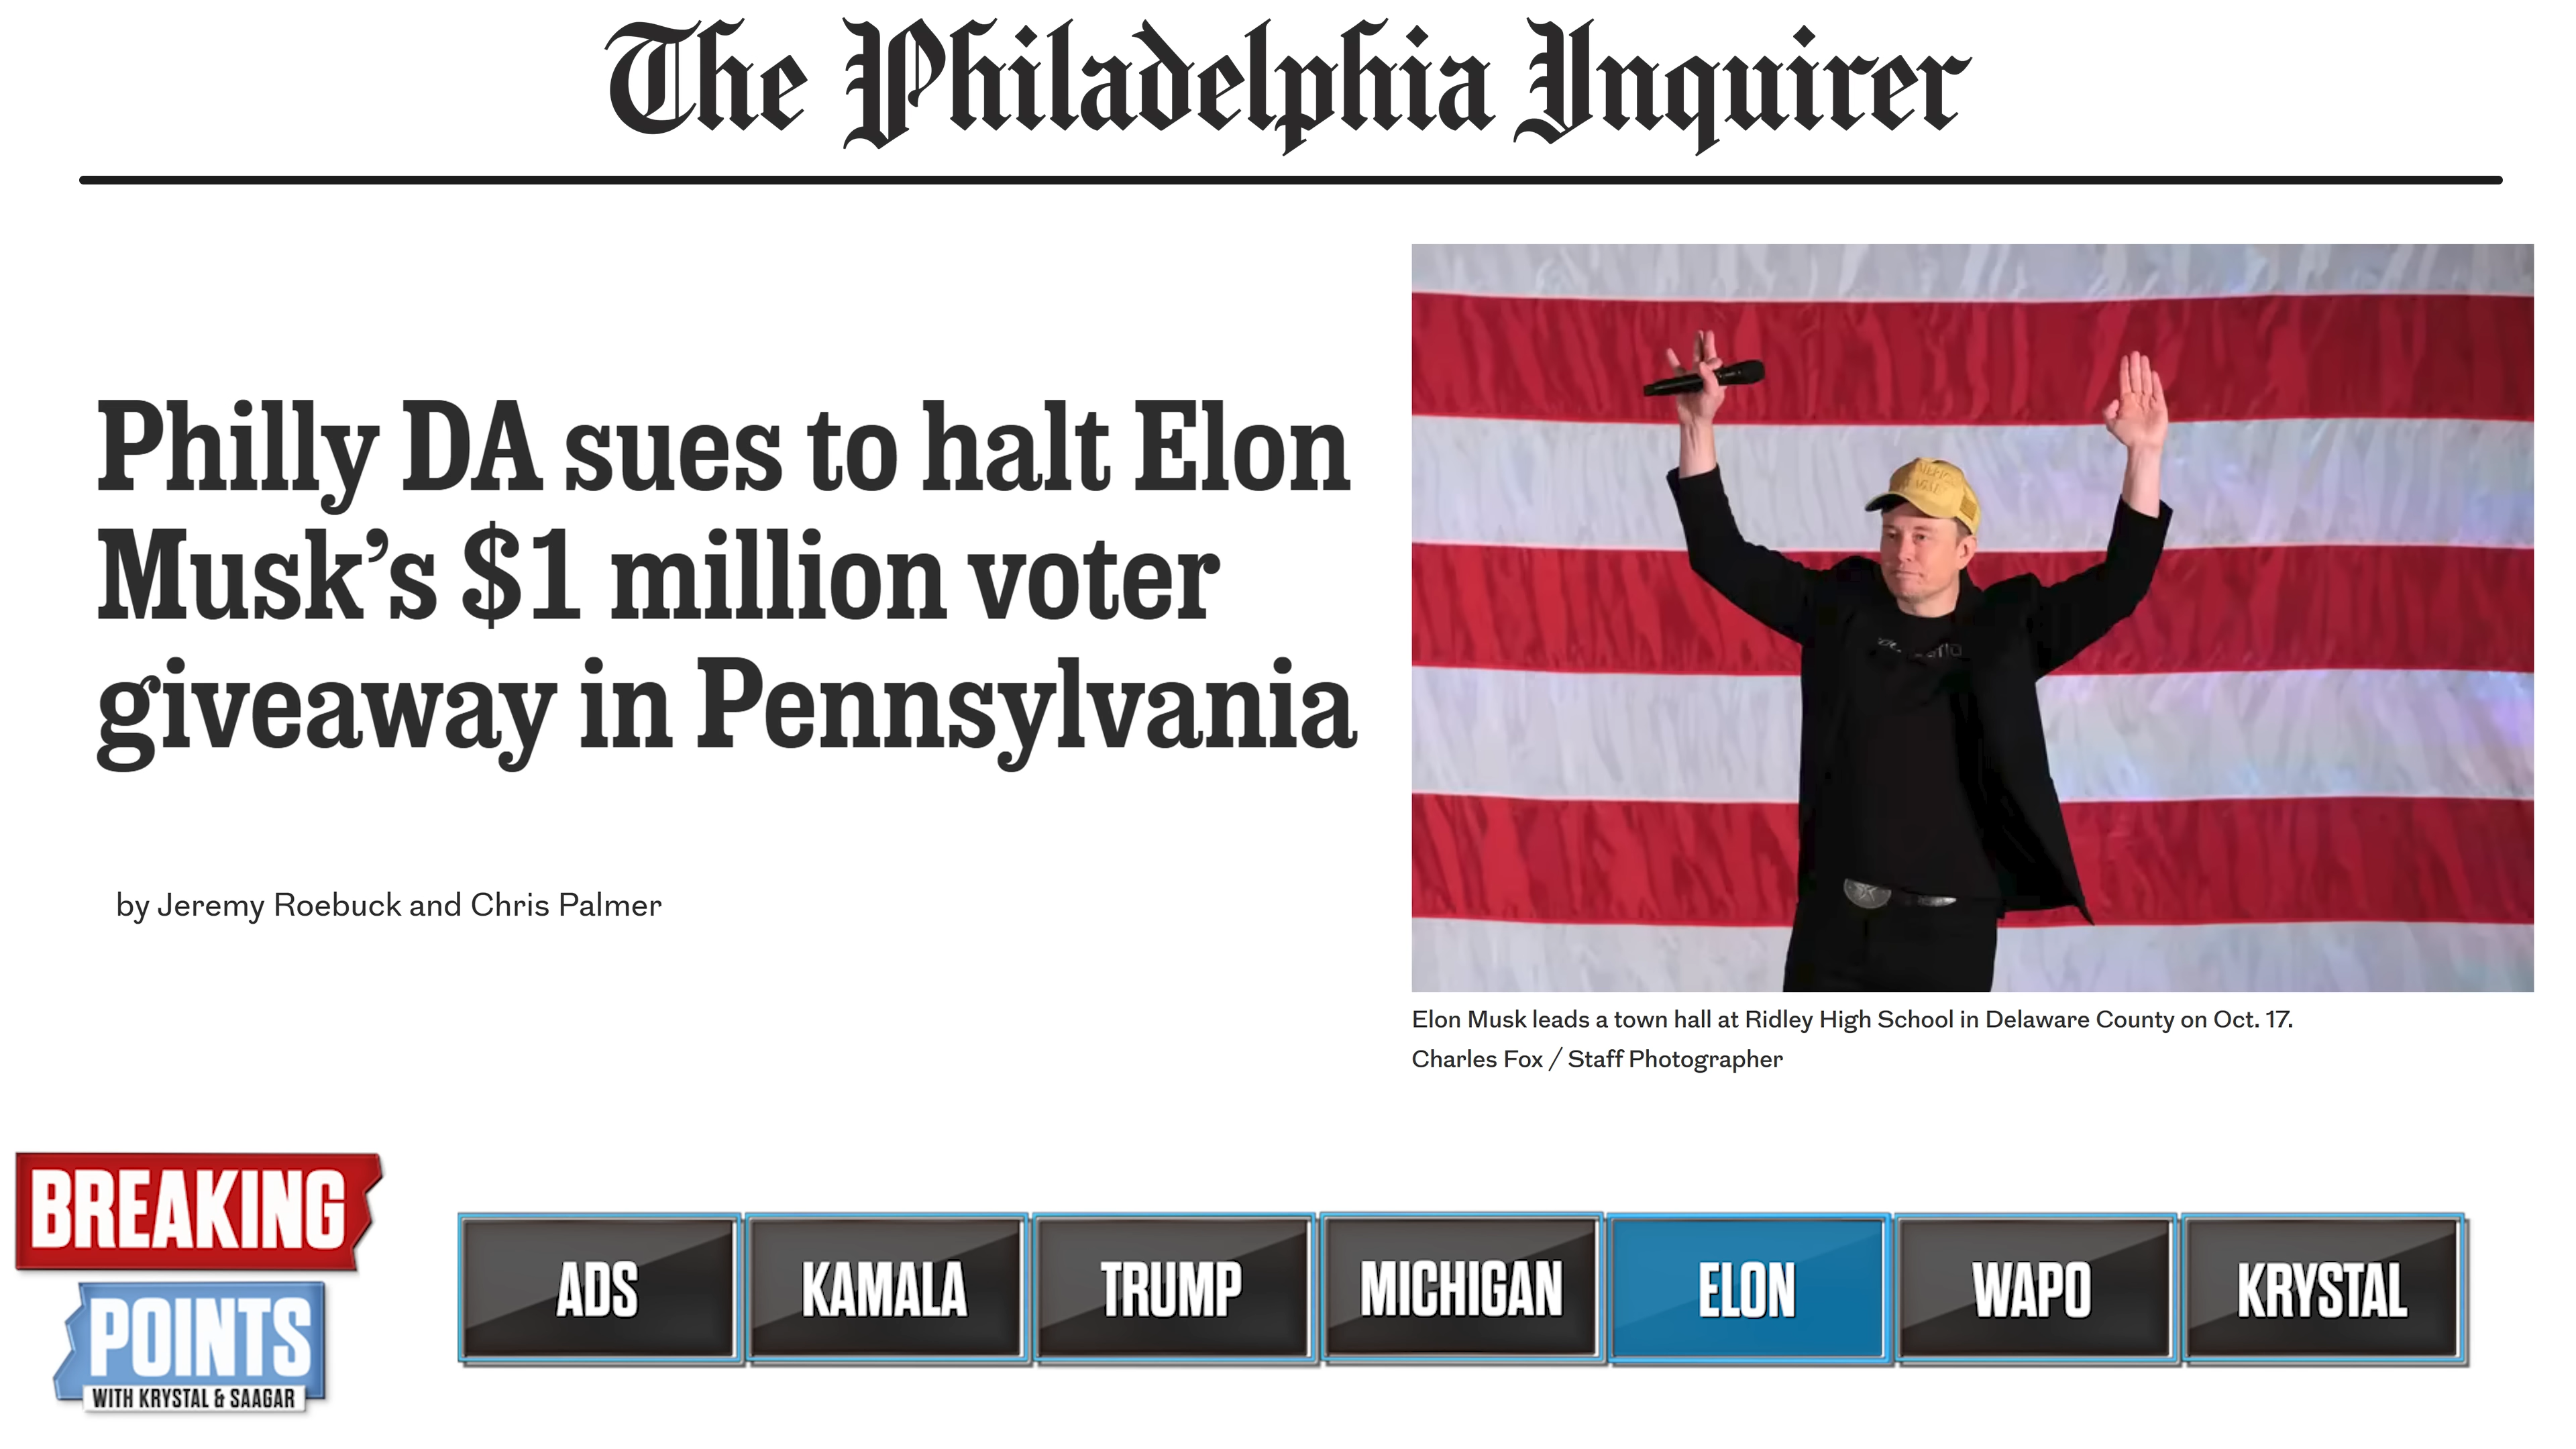 The Philadelphia Inquirer
Philly DA sues to halt Elon
Musk’s $1 million voter
giveaway in Pennsylvania
by Jeremy Roebuck and Chris Palmer
Elon Musk leads a town hall at Ridley High School in Delaware County on Oct. 17.
Charles Fox / Staff Photographer
BREAKING
POINTS
WITH KRYSTAL & SAAGAR
ADS KAMALA TRUMP MICHIGAN ELON WAPO KRYSTAL